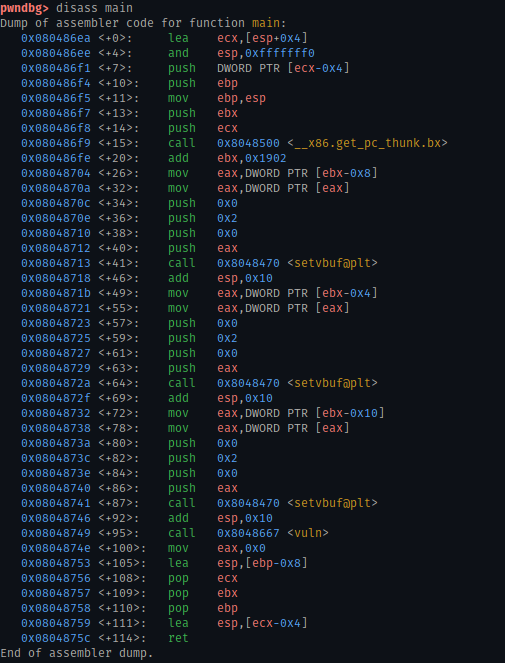 pwndbg> disass main
Dump of assembler code for function main:
0x080486ea <+0>: lea ecx,[esp+0x4]
0x080486ee <+4>: and esp,0xfffffff0
0x080486f1 <+7>: push DWORD PTR [ecx-0x4]
0x080486f4 <+10>: push ebp
0x080486f5 <+11>: mov ebp,esp
0x080486f7 <+13>: push ebx
0x080486f8 <+14>: push ecx
0x080486f9 <+15>: call 0x8048500 <__x86.get_pc_thunk.bx>
0x080486fe <+20>: add ebx,0x1902
0x08048704 <+26>: mov eax,DWORD PTR [ebx-0x8]
0x0804870a <+32>: mov eax,DWORD PTR [eax]
0x0804870c <+34>: push 0x0
0x0804870e <+36>: push 0x2
0x08048710 <+38>: push 0x0
0x08048712 <+40>: push eax
0x08048713 <+41>: call 0x8048470 <setvbuf@plt>
0x08048718 <+46>: add esp,0x10
0x0804871b <+49>: mov eax,DWORD PTR [ebx-0x4]
0x08048721 <+55>: mov eax,DWORD PTR [eax]
0x08048723 <+57>: push 0x0
0x08048725 <+59>: push 0x2
0x08048727 <+61>: push 0x0
0x08048729 <+63>: push eax
0x0804872a <+64>: call 0x8048470 <setvbuf@plt>
0x0804872f <+69>: add esp,0x10
0x08048732 <+72>: mov eax,DWORD PTR [ebx-0x10]
0x08048738 <+78>: mov eax,DWORD PTR [eax]
0x0804873a <+80>: push 0x0
0x0804873c <+82>: push 0x2
0x0804873e <+84>: push 0x0
0x08048740 <+86>: push eax
0x08048741 <+87>: call 0x8048470 <setvbuf@plt>
0x08048746 <+92>: add esp,0x10
0x08048749 <+95>: call 0x8048667 <vuln>
0x0804874e <+100>: mov eax,0x0
0x08048753 <+105>: lea esp,[ebp-0x8]
0x08048756 <+108>: pop ecx
0x08048757 <+109>: pop ebx
0x08048758 <+110>: pop ebp
0x08048759 <+111>: lea esp,[ecx-0x4]
0x0804875c <+114>: ret
End of assembler dump.